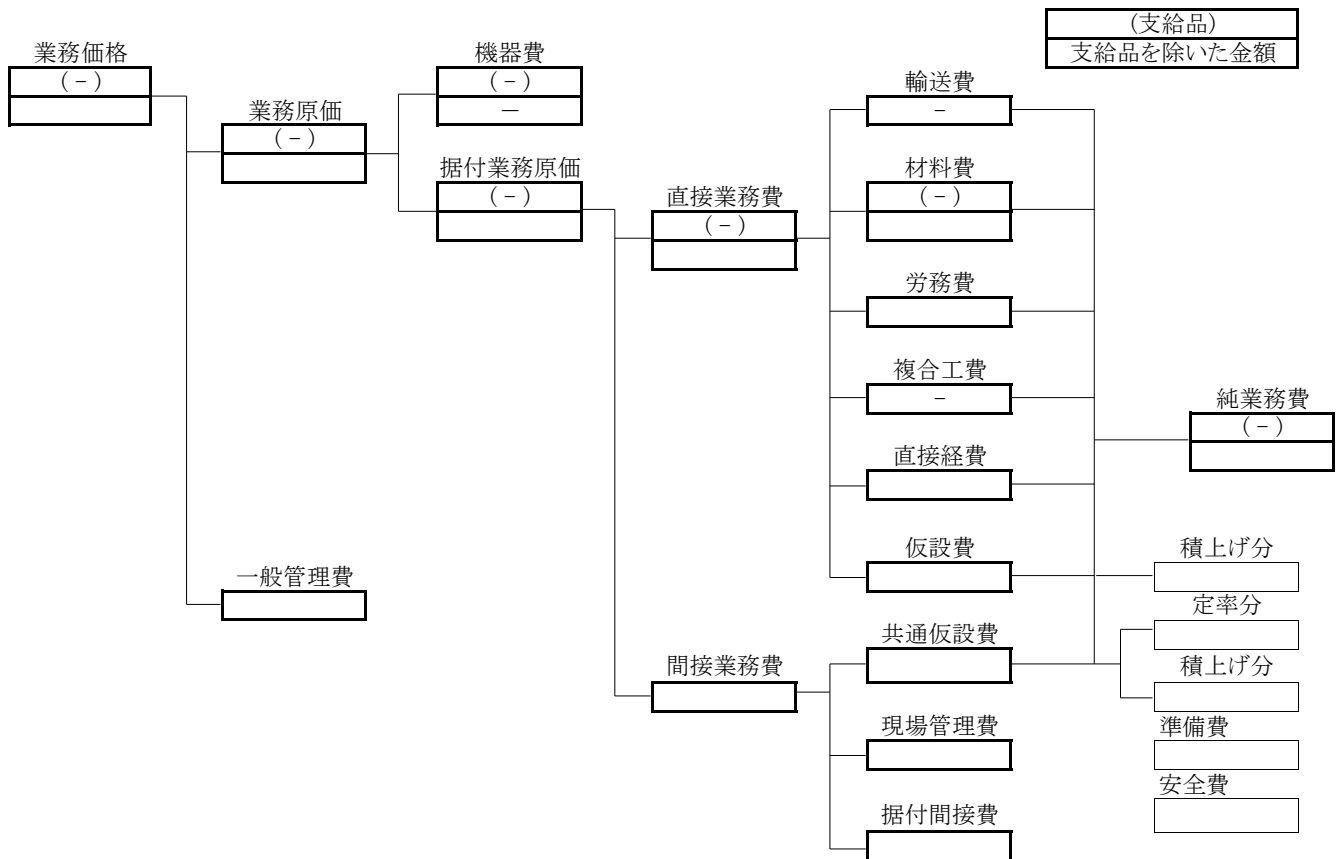 (支給品)
支給品を除いた金額
業務価格
(-)
業務原価
(-)
機器費
(-)
－
据付業務原価
(-)
直接業務費
(-)
輸送費
-
材料費
(-)
労務費
複合工費
-
直接経費
仮設費
純業務費
(-)
積上げ分
定率分
積上げ分
準備費
安全費
一般管理費
間接業務費
共通仮設費
現場管理費
据付間接費